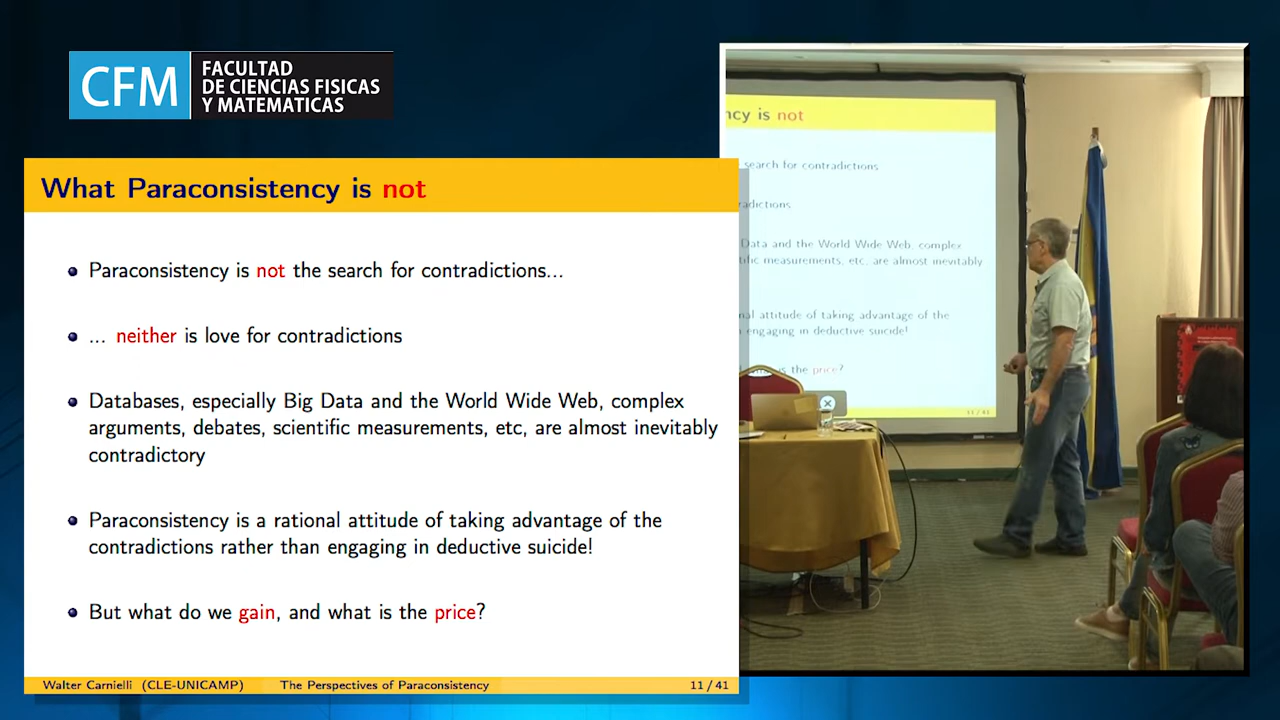 CFM
FACULTAD
DE CIENCIAS FISICAS
Y MATEMATICAS
What Paraconsistency is not
Paraconsistency is not the search for contradictions...
... neither is love for contradictions
Databases, especially Big Data and the World Wide Web, complex
arguments, debates, scientific measurements, etc, are almost inevitably
contradictory
Paraconsistency is a rational attitude of taking advantage of the
contradictions rather than engaging in deductive suicide!
But what do we gain, and what is the price?
Walter Carnielli (CLE-UNICAMP) The Perspectives of Paraconsistency 11 / 41
ncy is not
search for contradictions
radictions
Data and the World Wide Web, complex
tific measurements, etc, are almost inevitably
nal attitude of taking advantage of the
engaging in deductive suicide!
is the price?
11 / 41